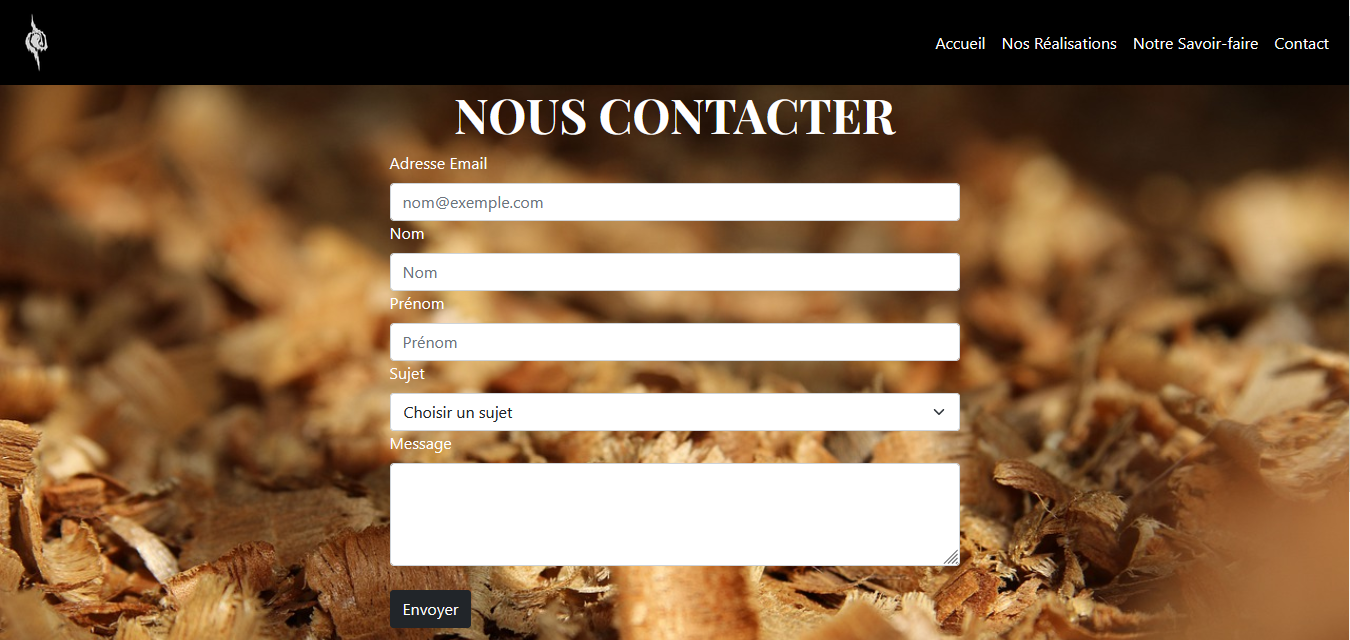 Accueil Nos Réalisations Notre Savoir-faire Contact
NOUS CONTACTER
Adresse Email
nom@exemple.com
Nom
Nom
Prénom
Prénom
Sujet
Choisir un sujet
Message
Envoyer